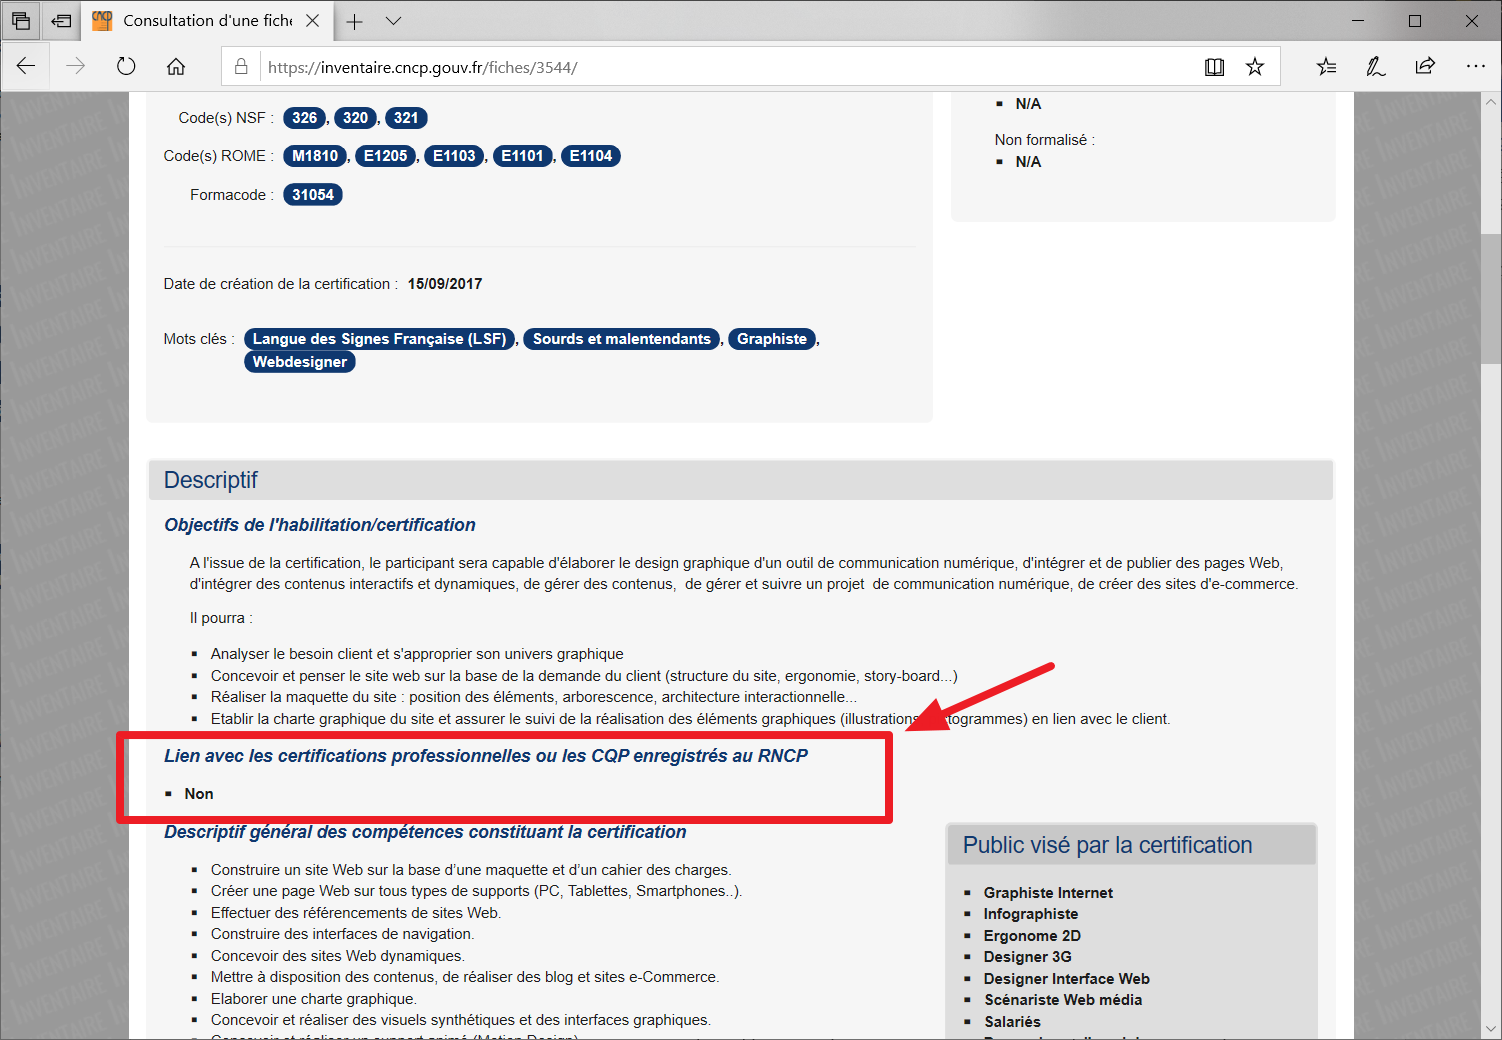 Consultation d'une fiche
https://inventaire.cncp.gouv.fr/fiches/3544/
Code(s) NSF : 326, 320, 321
Code(s) ROME : M1810, E1205, E1103, E1101, E1104
Formacode : 31054
Date de création de la certification : 15/09/2017
Mots clés : Langue des Signes Française (LSF), Sourds et malentendants, Graphiste,
Webdesigner
N/A
Non formalisé :
N/A
Descriptif
Objectifs de l'habilitation/certification
A l'issue de la certification, le participant sera capable d'élaborer le design graphique d'un outil de communication numérique, d'intégrer et de publier des pages Web,
d'intégrer des contenus interactifs et dynamiques, de gérer des contenus, de gérer et suivre un projet de communication numérique, de créer des sites d'e-commerce.
Il pourra :
Analyser le besoin client et s'approprier son univers graphique
Concevoir et penser le site web sur la base de la demande du client (structure du site, ergonomie, story-board...)
Réaliser la maquette du site : position des éléments, arborescence, architecture interactionnelle...
Etablir la charte graphique du site et assurer le suivi de la réalisation des éléments graphiques (illustrations togrammes) en lien avec le client.
Lien avec les certifications professionnelles ou les CQP enregistrés au RNCP
Non
Descriptif général des compétences constituant la certification
Construire un site Web sur la base d’une maquette et d’un cahier des charges.
Créer une page Web sur tous types de supports (PC, Tablettes, Smartphones..).
Effectuer des référencements de sites Web.
Construire des interfaces de navigation.
Concevoir des sites Web dynamiques.
Mettre à disposition des contenus, de réaliser des blog et sites e-Commerce.
Elaborer une charte graphique.
Concevoir et réaliser des visuels synthétiques et des interfaces graphiques.
Concevoir et réaliser un support animé (Motion Design)
Public visé par la certification
Graphiste Internet
Infographiste
Ergonome 2D
Designer 3G
Designer Interface Web
Scénariste Web média
Salariés
INVENTAIRE